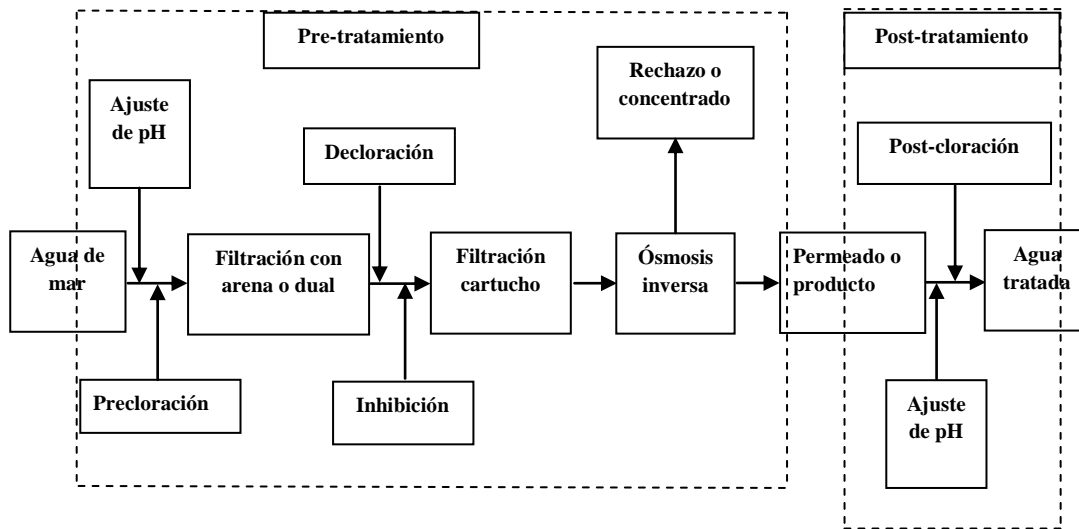 Pre-tratamiento
Post-tratamiento
Rechazo o
concentrado
Ajuste
de pH
Decloración
Post-cloración
Agua de
mar
Filtración con
arena o dual
Filtración
cartucho
Ósmosis
inversa
Permeado o
producto
Agua
tratada
Precloración
Inhibición
Ajuste
de pH